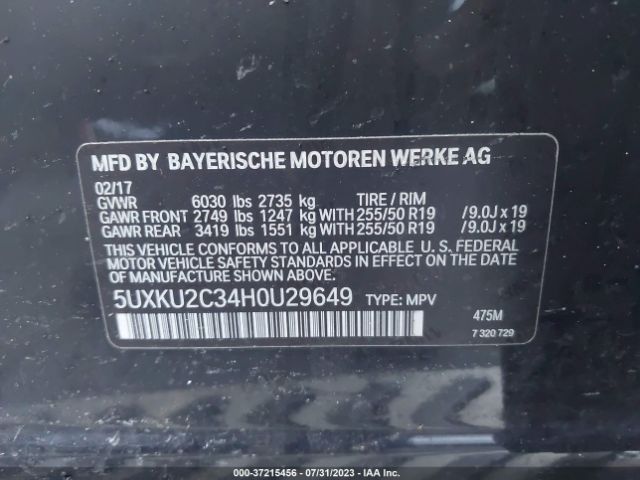 MFD BY BAYERISCHE MOTOREN WERKE AG
02/17
GVWR 6030 lbs 2735 kg TIRE / RIM
GAWR FRONT 2749 lbs 1247 kg WITH 255/50 R19 /9.0J x 19
GAWR REAR 3419 lbs 1551 kg WITH 255/50 R19 /9.0J x 19
THIS VEHICLE CONFORMS TO ALL APPLICABLE U. S. FEDERAL
MOTOR VEHICLE SAFETY STANDARDS IN EFFECT ON THE DATE
OF MANUFACTURE SHOWN ABOVE.
5UXKU2C34H0U29649 TYPE: MPV
475M
7 320 729
000-37215456 - 07/31/2023 - IAA Inc.